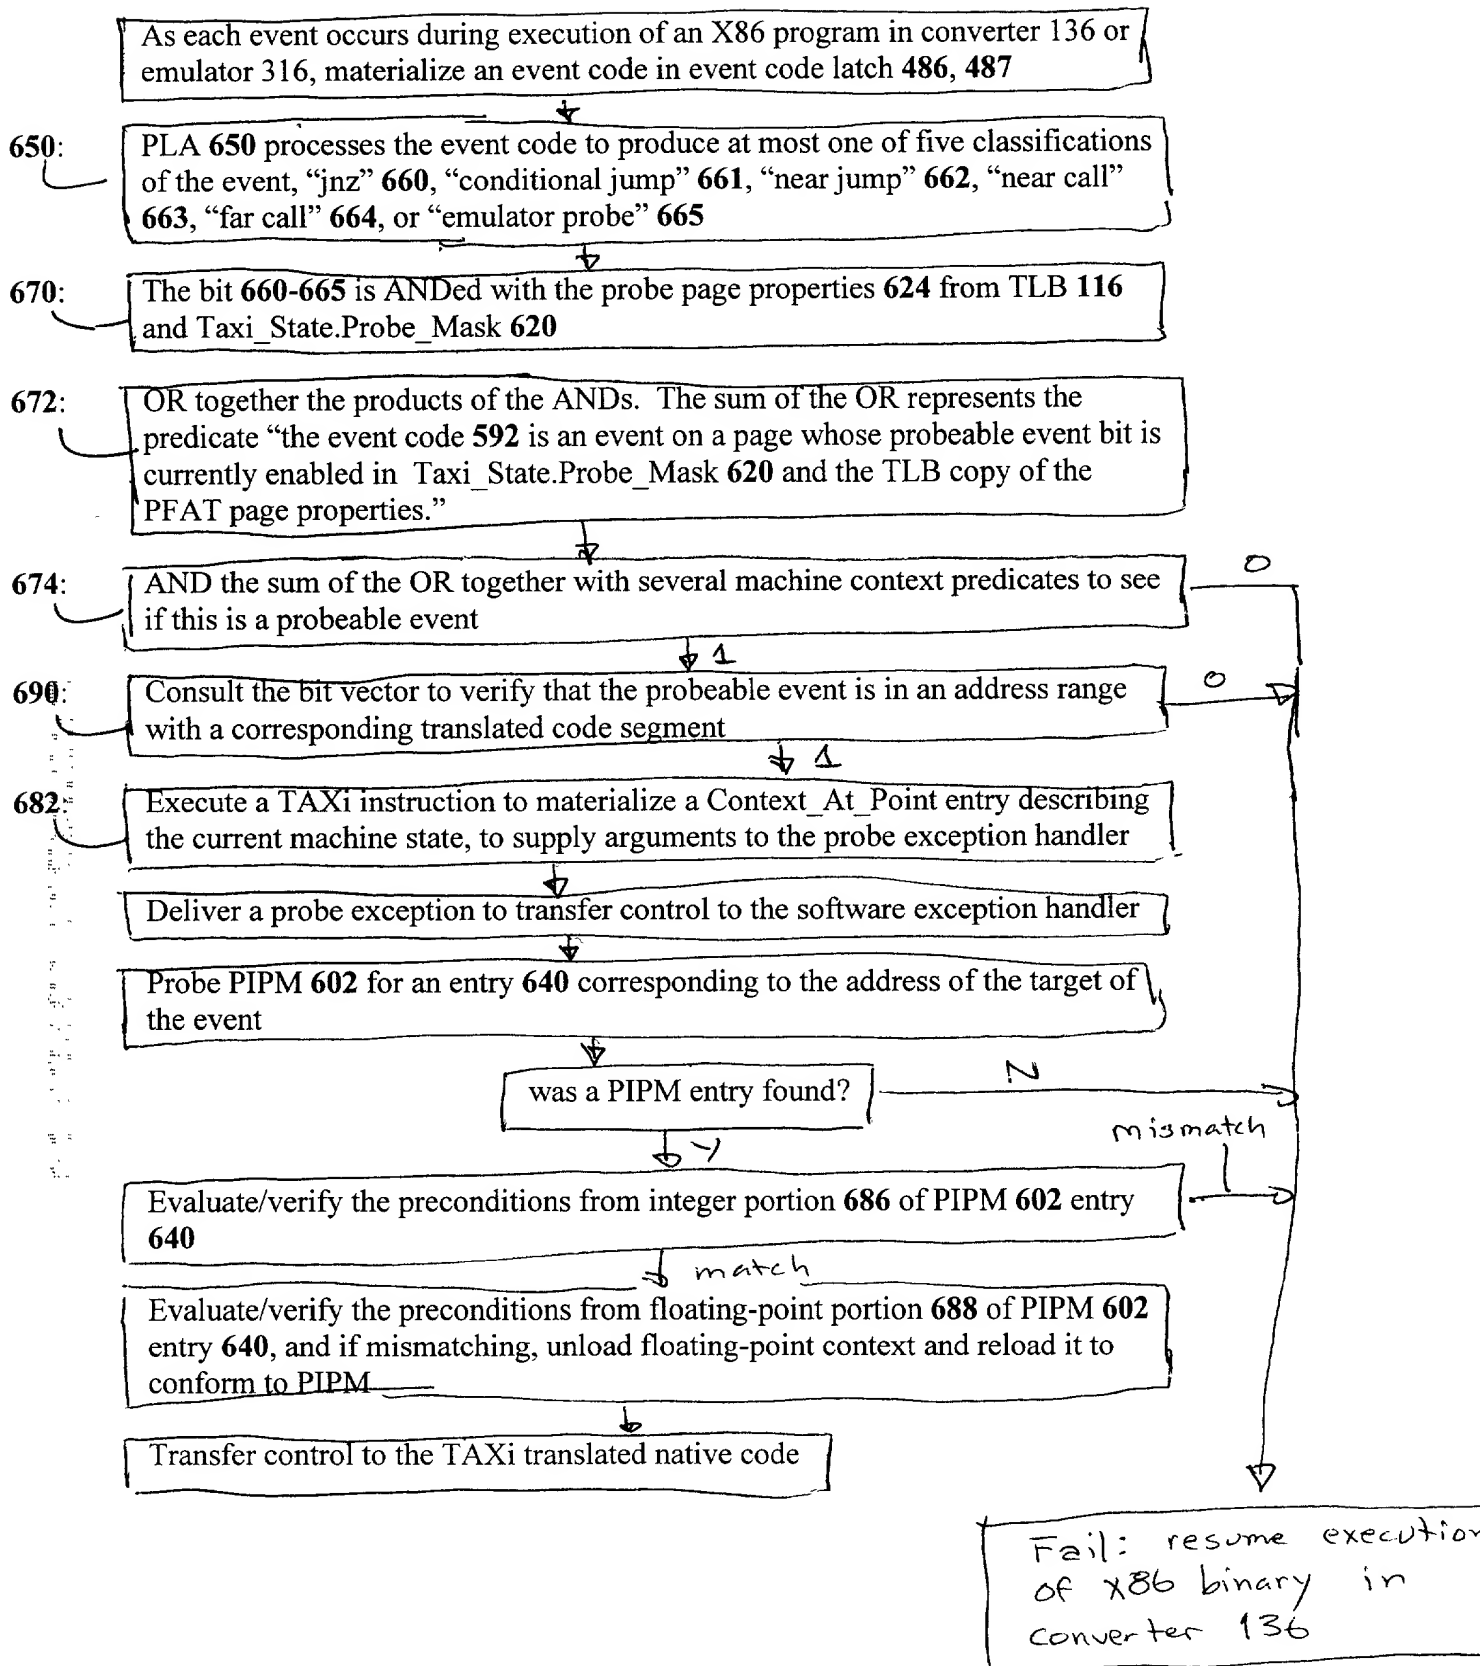 As each event occurs during execution of an X86 program in converter 136 or
emulator 316, materialize an event code in event code latch 486, 487
650:
PLA 650 processes the event code to produce at most one of five classifications
of the event, “jnz” 660, “conditional jump” 661, “near jump” 662, “near call”
663, “far call” 664, or “emulator probe” 665
670:
The bit 660-665 is ANDed with the probe page properties 624 from TLB 116
and Taxi_State.Probe_Mask 620
672:
OR together the products of the ANDs. The sum of the OR represents the
predicate “the event code 592 is an event on a page whose probeable event bit is
currently enabled in Taxi_State.Probe_Mask 620 and the TLB copy of the
PFAT page properties.”
674:
AND the sum of the OR together with several machine context predicates to see
if this is a probeable event
0
1
690:
Consult the bit vector to verify that the probeable event is in an address range
with a corresponding translated code segment
0
1
682:
Execute a TAXi instruction to materialize a Context_At_Point entry describing
the current machine state, to supply arguments to the probe exception handler
Deliver a probe exception to transfer control to the software exception handler
Probe PIPM 602 for an entry 640 corresponding to the address of the target of
the event
was a PIPM entry found?
N
Y
mismatch
Evaluate/verify the preconditions from integer portion 686 of PIPM 602 entry
640
match
Evaluate/verify the preconditions from floating-point portion 688 of PIPM 602
entry 640, and if mismatching, unload floating-point context and reload it to
conform to PIPM
Transfer control to the TAXi translated native code
Fail: resume execution
of X86 binary in
converter 136